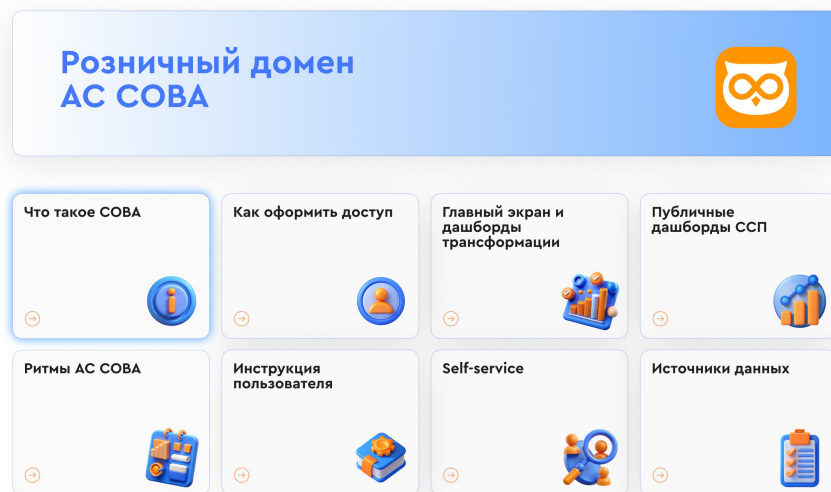 Розничный домен
АС СОВА
Что такое СОВА
Как оформить доступ
Главный экран и
дашборды
трансформации
Публичные
дашборды ССП
Ритмы АС СОВА
Инструкция
пользователя
Self-service
Источники данных